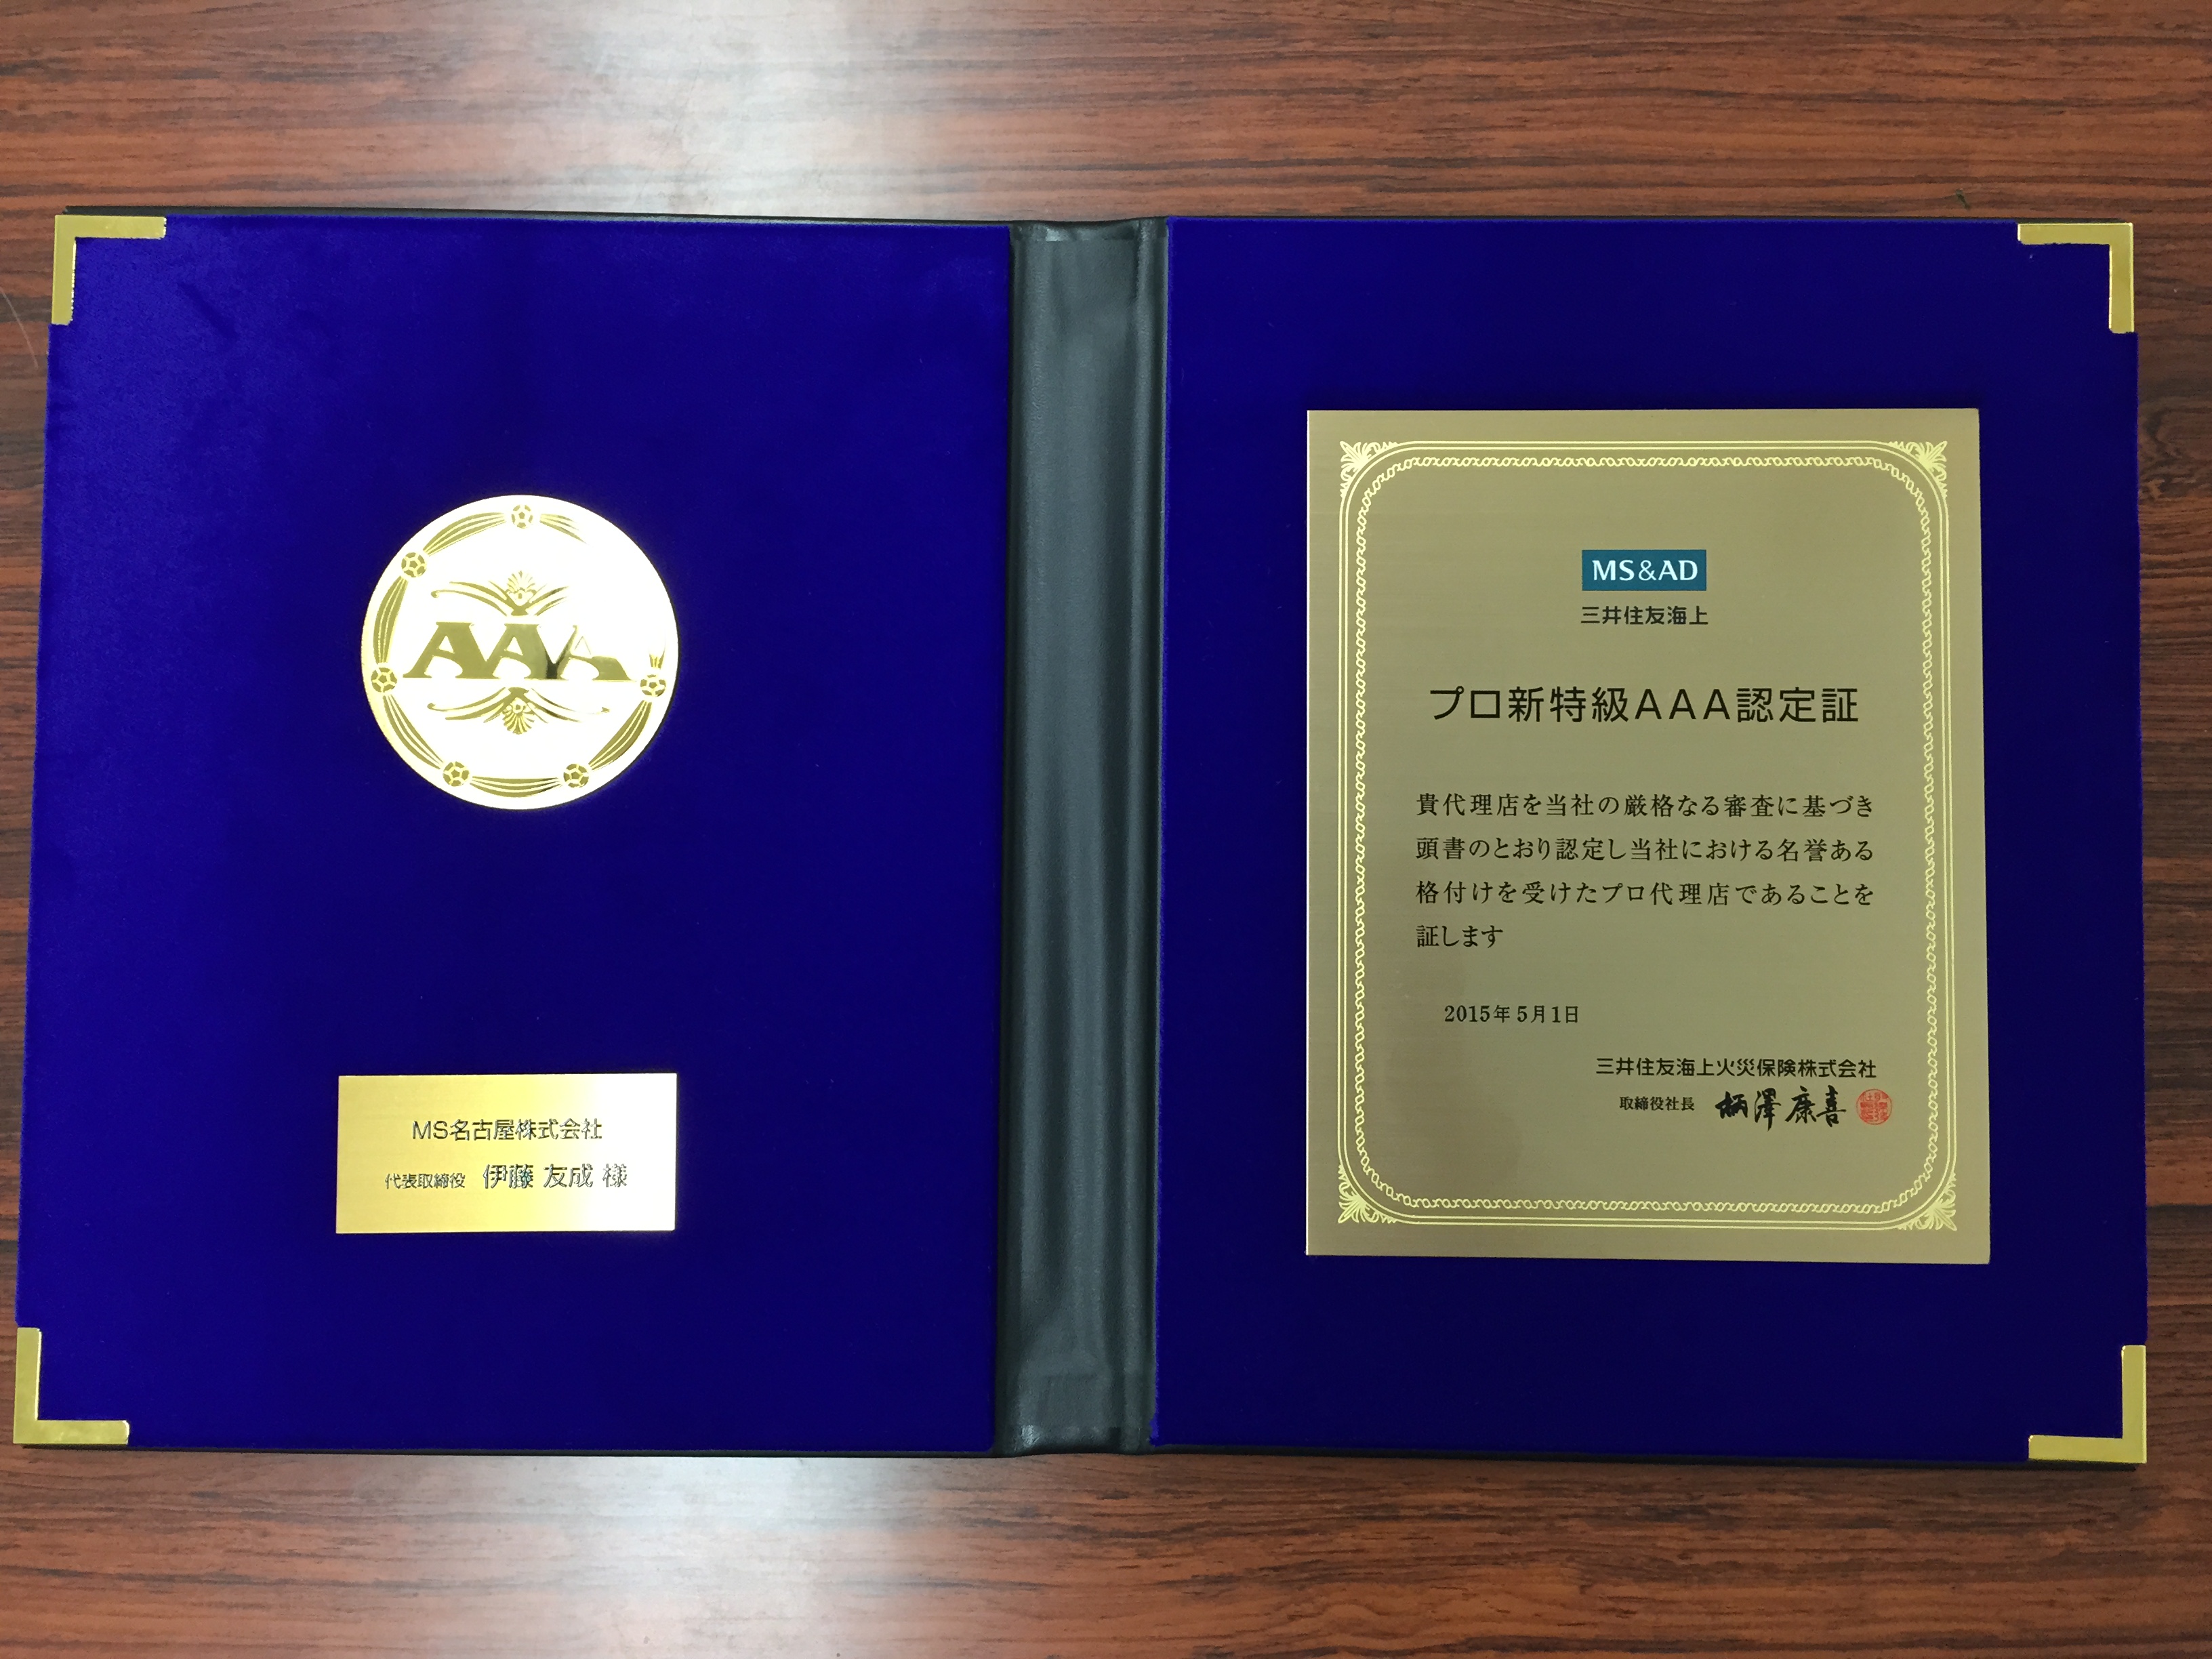 AAA
MS名古屋株式会社
代表取締役 伊藤 友成 様
MS&AD
三井住友海上
プロ新特級AAA認定証
貴代理店を当社の厳格なる審査に基づき
頭書のとおり認定し当社における名誉ある
格付けを受けたプロ代理店であることを
証します
2015年5月1日
三井住友海上火災保険株式会社
取締役社長 柄澤康喜